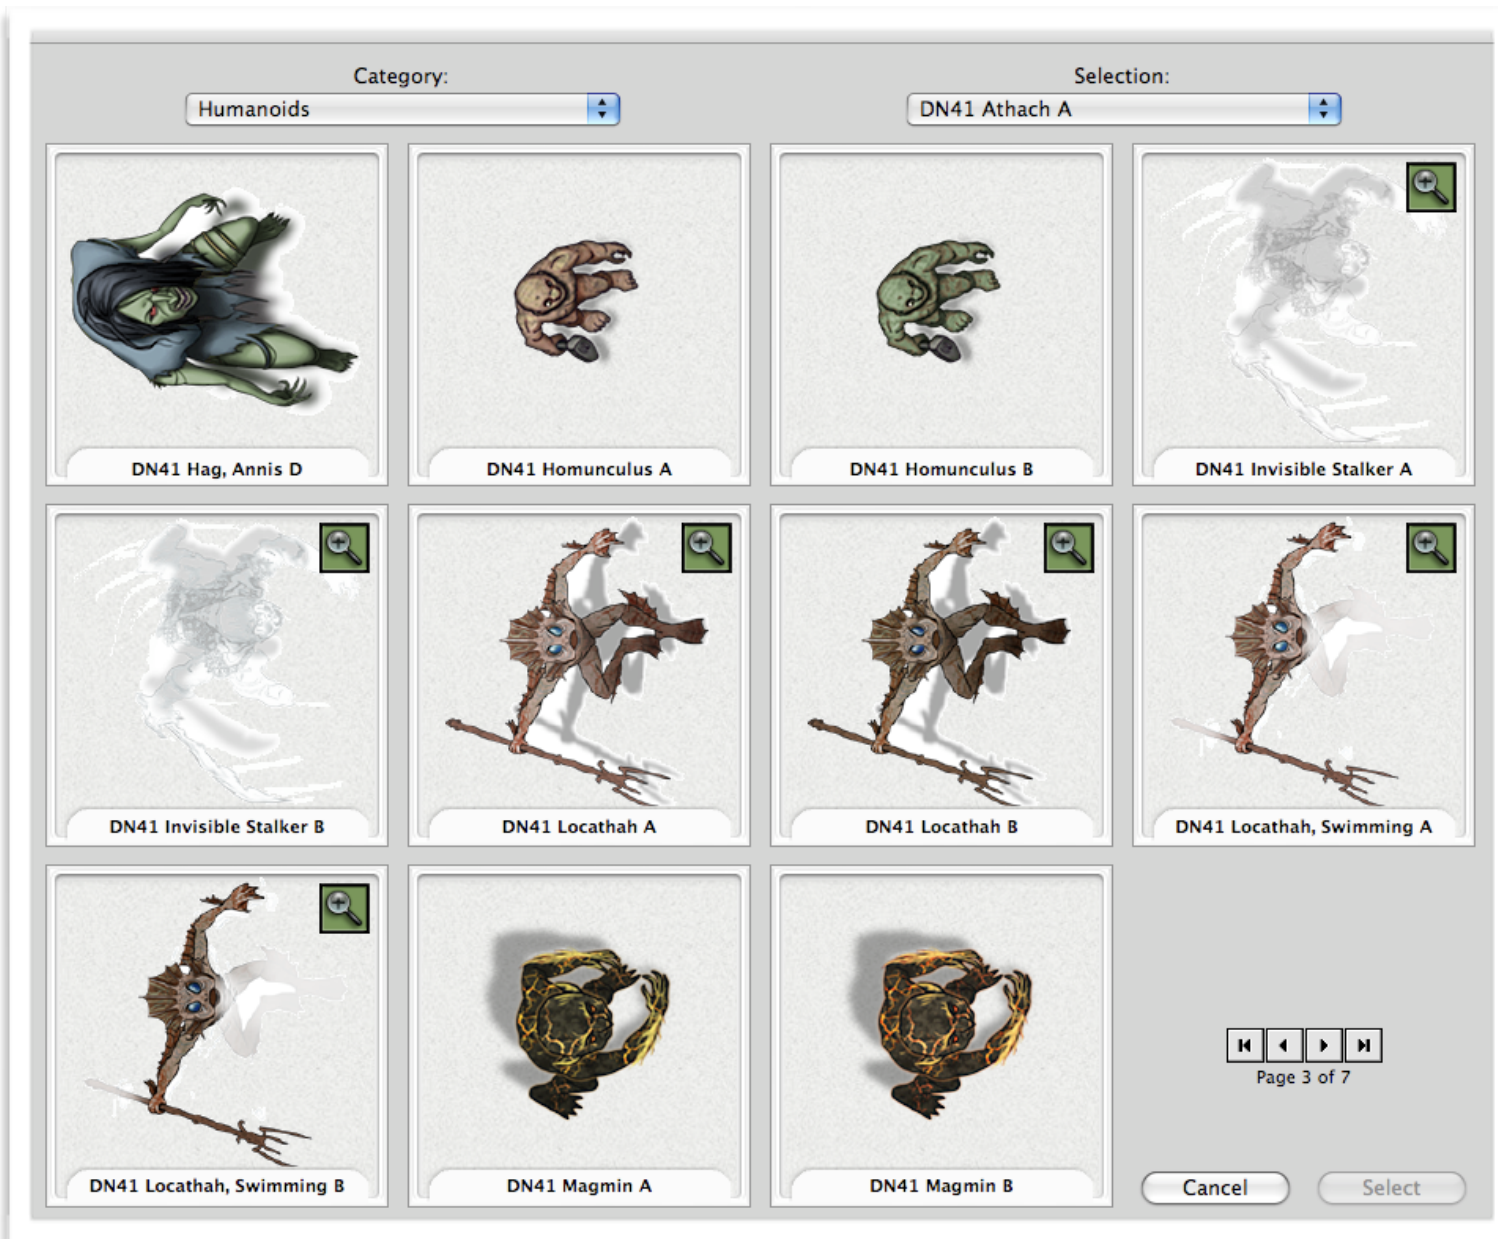 Category:
Selection:
Humanoids
DN41 Athach A
DN41 Hag, Annis D
DN41 Homunculus A
DN41 Homunculus B
DN41 Invisible Stalker A
DN41 Invisible Stalker B
DN41 Locathah A
DN41 Locathah B
DN41 Locathah, Swimming A
DN41 Locathah, Swimming B
DN41 Magmin A
DN41 Magmin B
Page 3 of 7
Cancel
Select